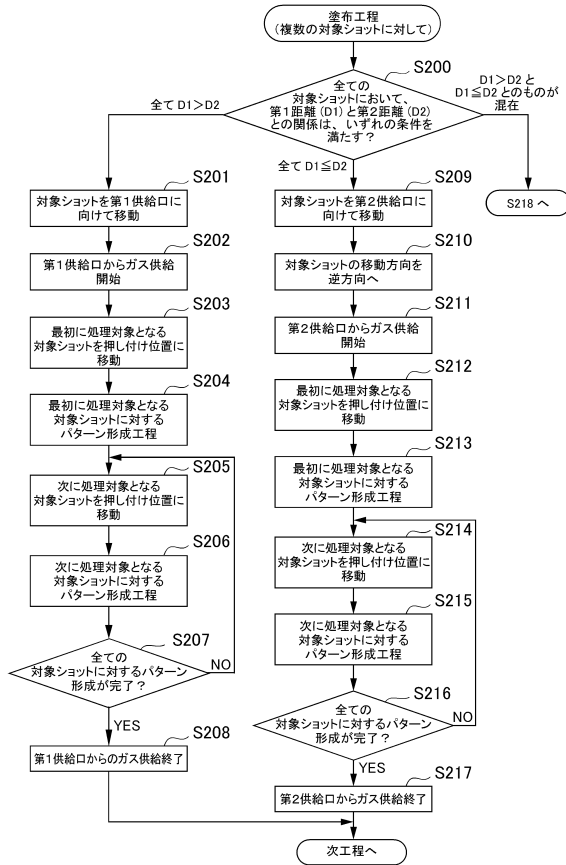 塗布工程
(複数の対象ショットに対して)
S200
全ての
対象ショットにおいて、
第1距離(D1)と第2距離(D2)
との関係は、いずれの条件を
満たす?
D1>D2と
D1≦D2とのものが
混在
全てD1>D2
全てD1≦D2
S218へ
S201
対象ショットを第1供給口に
向けて移動
S202
第1供給口からガス供給
開始
S203
最初に処理対象となる
対象ショットを押し付け位置に
移動
S204
最初に処理対象となる
対象ショットに対する
パターン形成工程
S205
次に処理対象となる
対象ショットを押し付け位置に
移動
S206
次に処理対象となる
対象ショットに対する
パターン形成工程
S207
全ての
対象ショットに対するパターン
形成が完了?
NO
YES
S208
第1供給口からのガス供給終了
S209
対象ショットを第2供給口に
向けて移動
S210
対象ショットの移動方向を
逆方向へ
S211
第2供給口からガス供給
開始
S212
最初に処理対象となる
対象ショットを押し付け位置に
移動
S213
最初に処理対象となる
対象ショットに対する
パターン形成工程
S214
次に処理対象となる
対象ショットを押し付け位置に
移動
S215
次に処理対象となる
対象ショットに対する
パターン形成工程
S216
全ての
対象ショットに対するパターン
形成が完了?
NO
YES
S217
第2供給口からガス供給終了
次工程へ